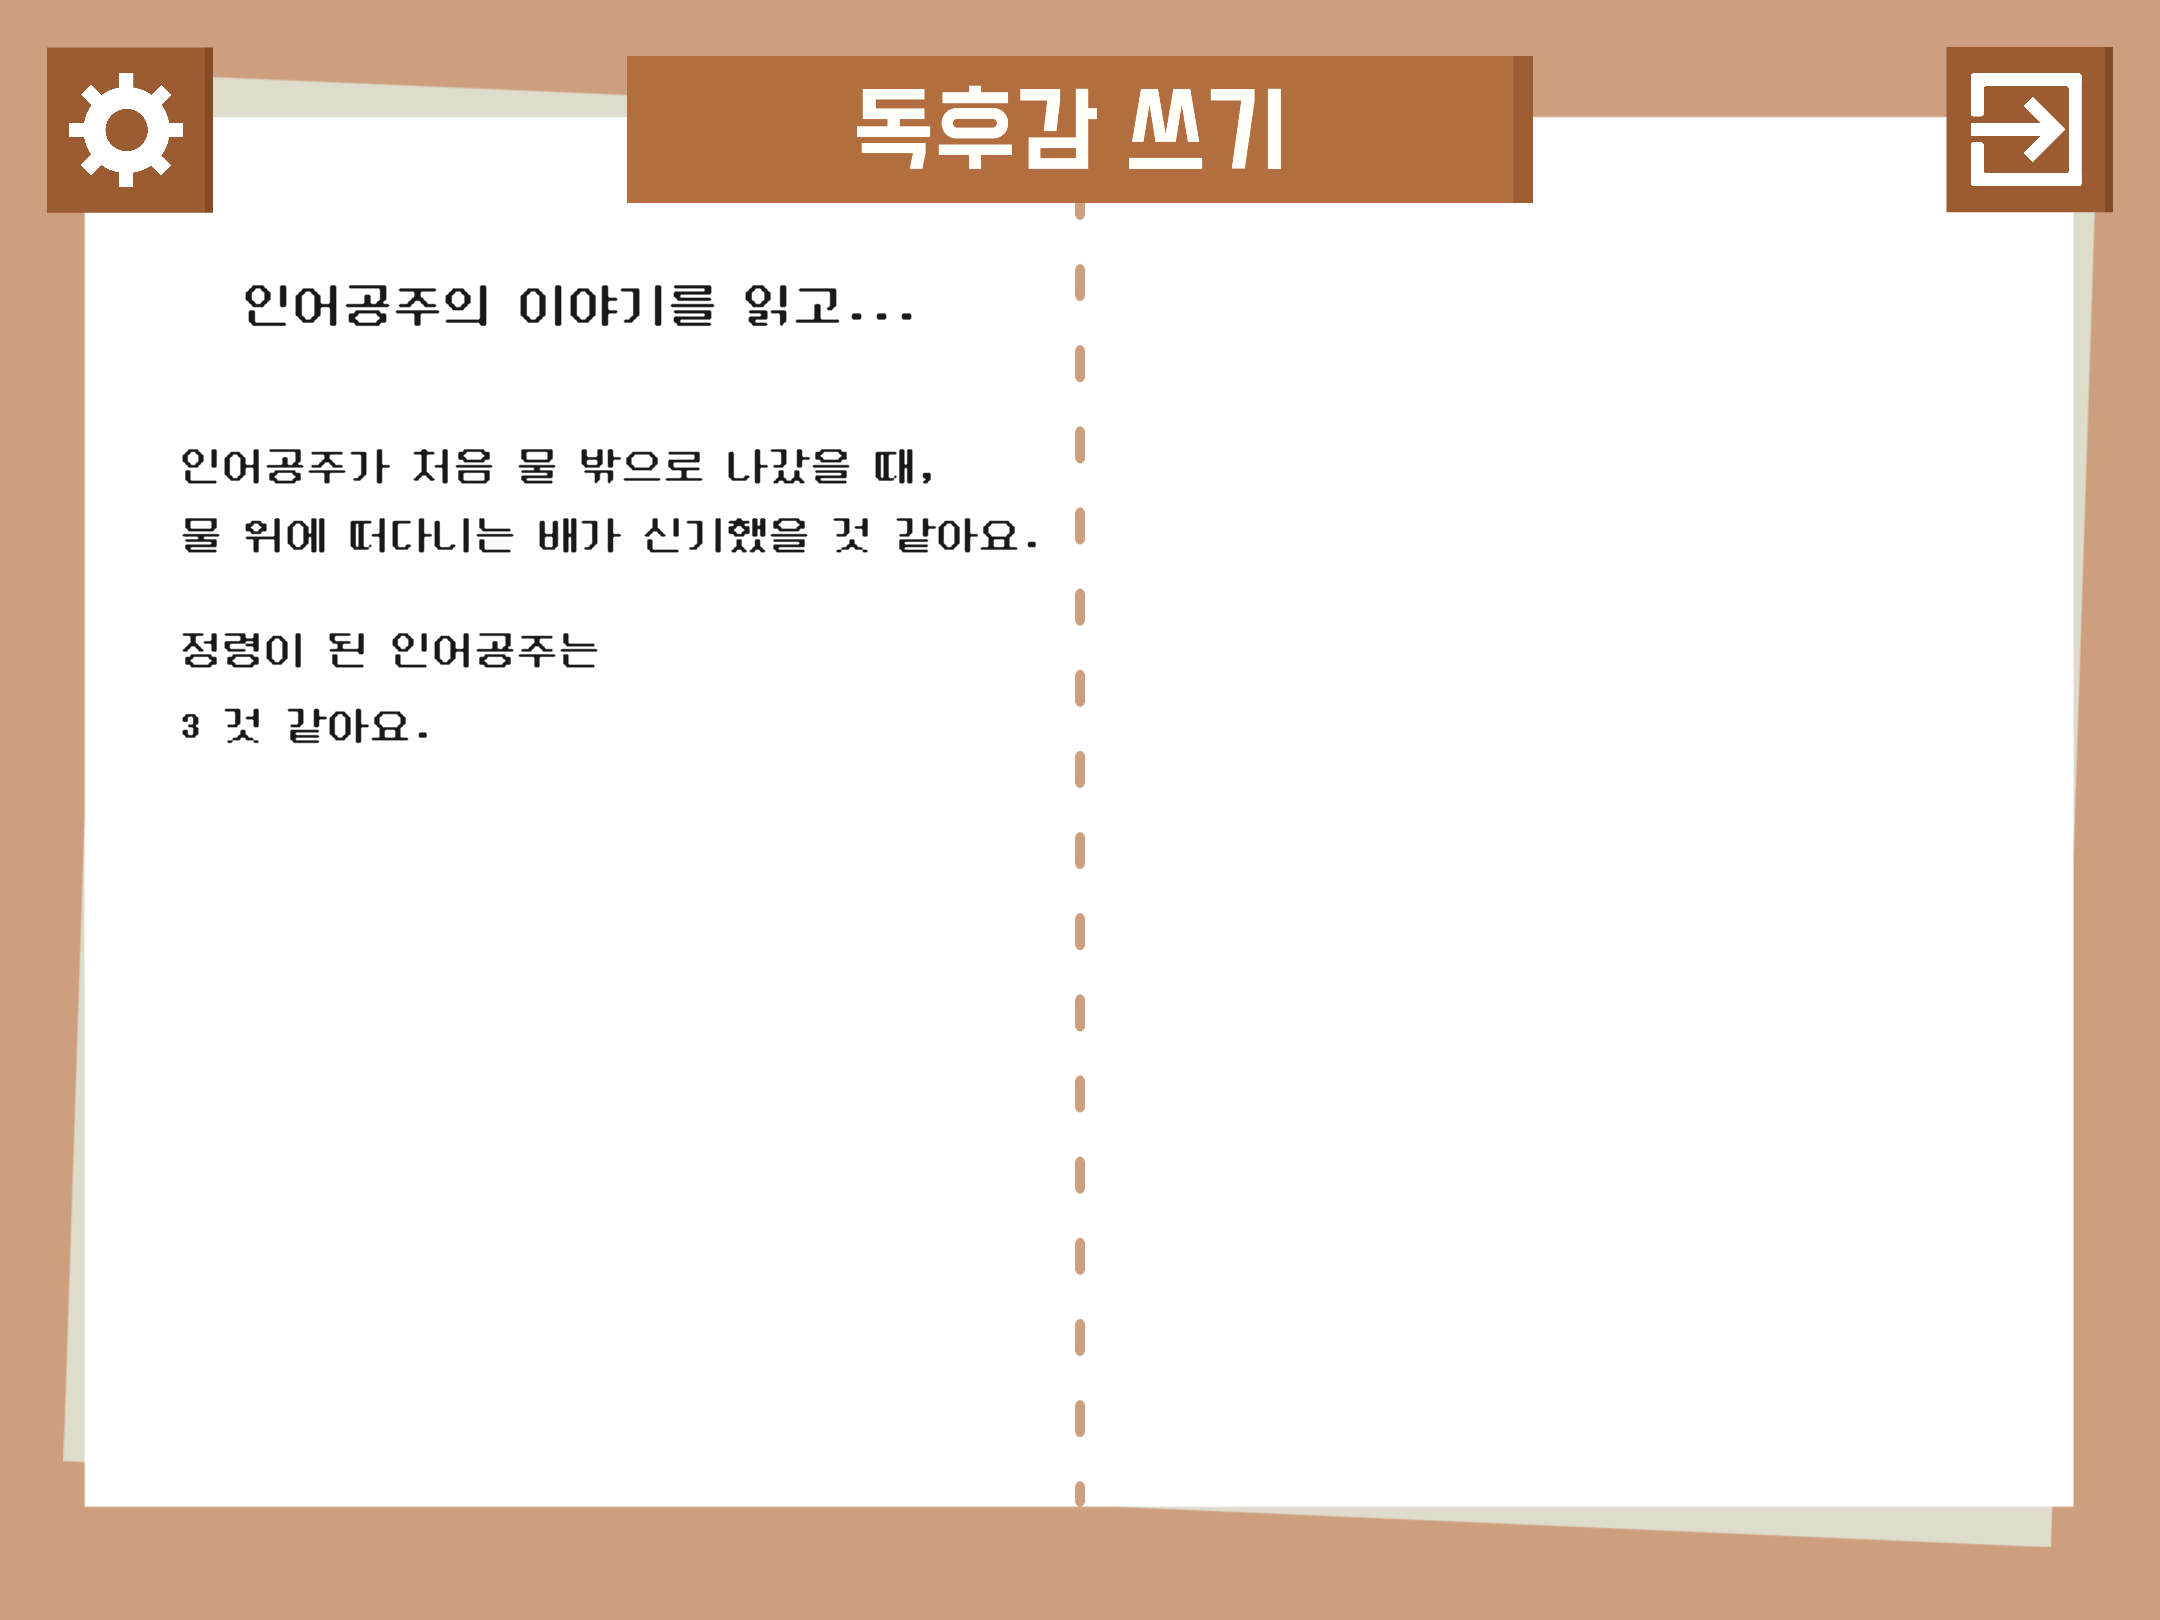 독후감 쓰기
인어공주의 이야기를 읽고...
인어공주가 처음 물 밖으로 나갔을 때,
물 위에 떠다니는 배가 신기했을 것 같아요.
정령이 된 인어공주는
3 것 같아요.